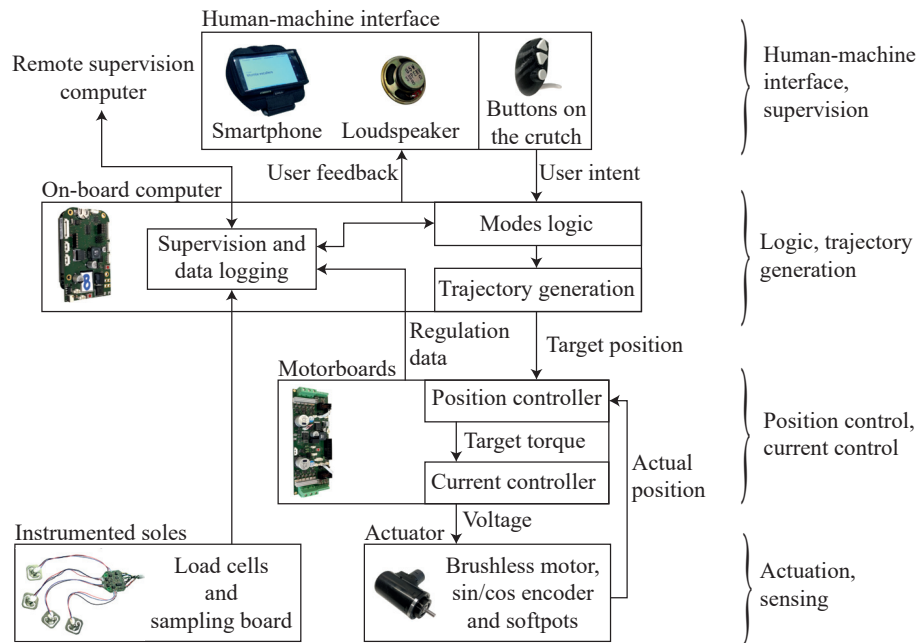 Human-machine interface
Remote supervision
computer
Smartphone
Loudspeaker
Buttons on
the crutch
Human-machine
interface,
supervision
User feedback
User intent
On-board computer
Supervision and
data logging
Modes logic
Trajectory generation
Logic, trajectory
generation
Regulation
data
Target position
Motorboards
Position controller
Target torque
Current controller
Actual
position
Position control,
current control
Voltage
Instrumented soles
Load cells
and
sampling board
Actuator
Brushless motor,
sin/cos encoder
and softpots
Actuation,
sensing